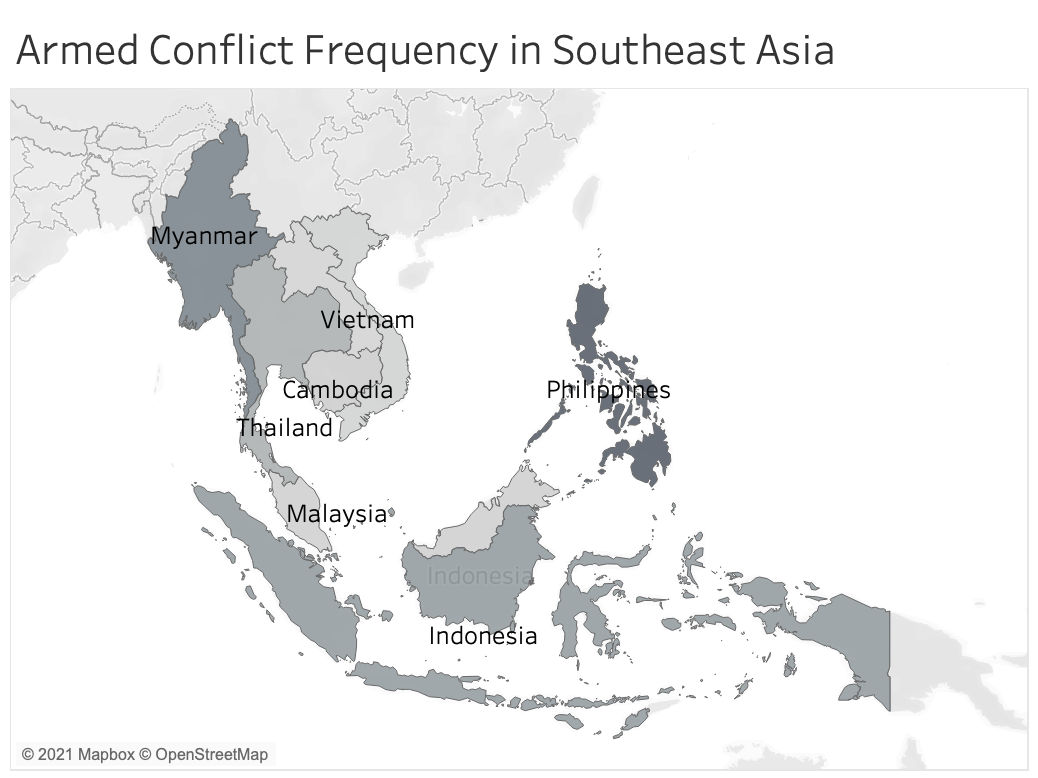 Armed Conflict Frequency in Southeast Asia
Myanmar
Vietnam
Cambodia
Philippines
Thailand
Malaysia
Indonesia
Indonesia
© 2021 Mapbox © OpenStreetMap